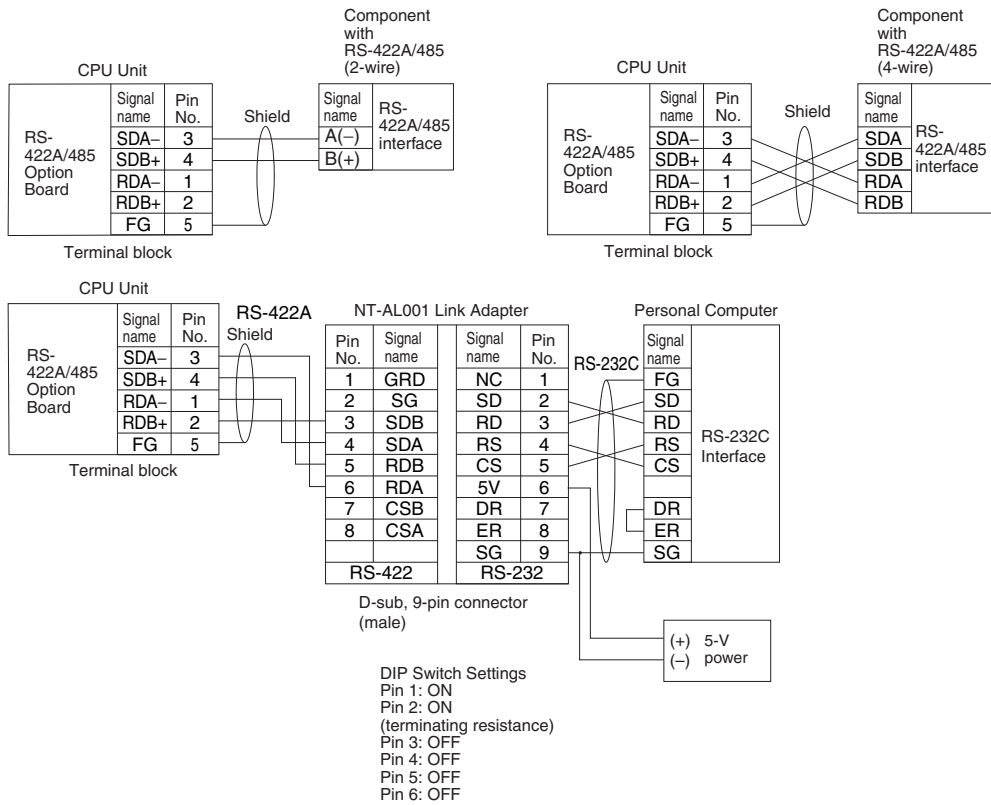 Component
with
RS-422A/485
(2-wire)
CPU Unit
Signal name Pin No.
Shield
Signal name
RS-422A/485 Option Board
SDA– 3
SDB+ 4
RDA– 1
RDB+ 2
FG 5
A(–)
B(+)
RS-422A/485 interface
Terminal block
Component
with
RS-422A/485
(4-wire)
CPU Unit
Signal name Pin No.
Shield
Signal name
RS-422A/485 Option Board
SDA– 3
SDB+ 4
RDA– 1
RDB+ 2
FG 5
SDA
SDB
RDA
RDB
RS-422A/485 interface
Terminal block
CPU Unit
Signal name Pin No.
RS-422A/485 Option Board
SDA– 3
SDB+ 4
RDA– 1
RDB+ 2
FG 5
Terminal block
RS-422A
Shield
NT-AL001 Link Adapter
Pin No. Signal name Signal name Pin No.
1 GRD NC 1
2 SG SD 2
3 SDB RD 3
4 SDA RS 4
5 RDB CS 5
6 RDA 5V 6
7 CSB DR 7
8 CSA ER 8
SG 9
RS-422 RS-232
D-sub, 9-pin connector
(male)
RS-232C
Personal Computer
Signal name
FG
SD
RD
RS
CS
DR
ER
SG
RS-232C
Interface
(+) 5-V
(–) power
DIP Switch Settings
Pin 1: ON
Pin 2: ON
(terminating resistance)
Pin 3: OFF
Pin 4: OFF
Pin 5: OFF
Pin 6: OFF